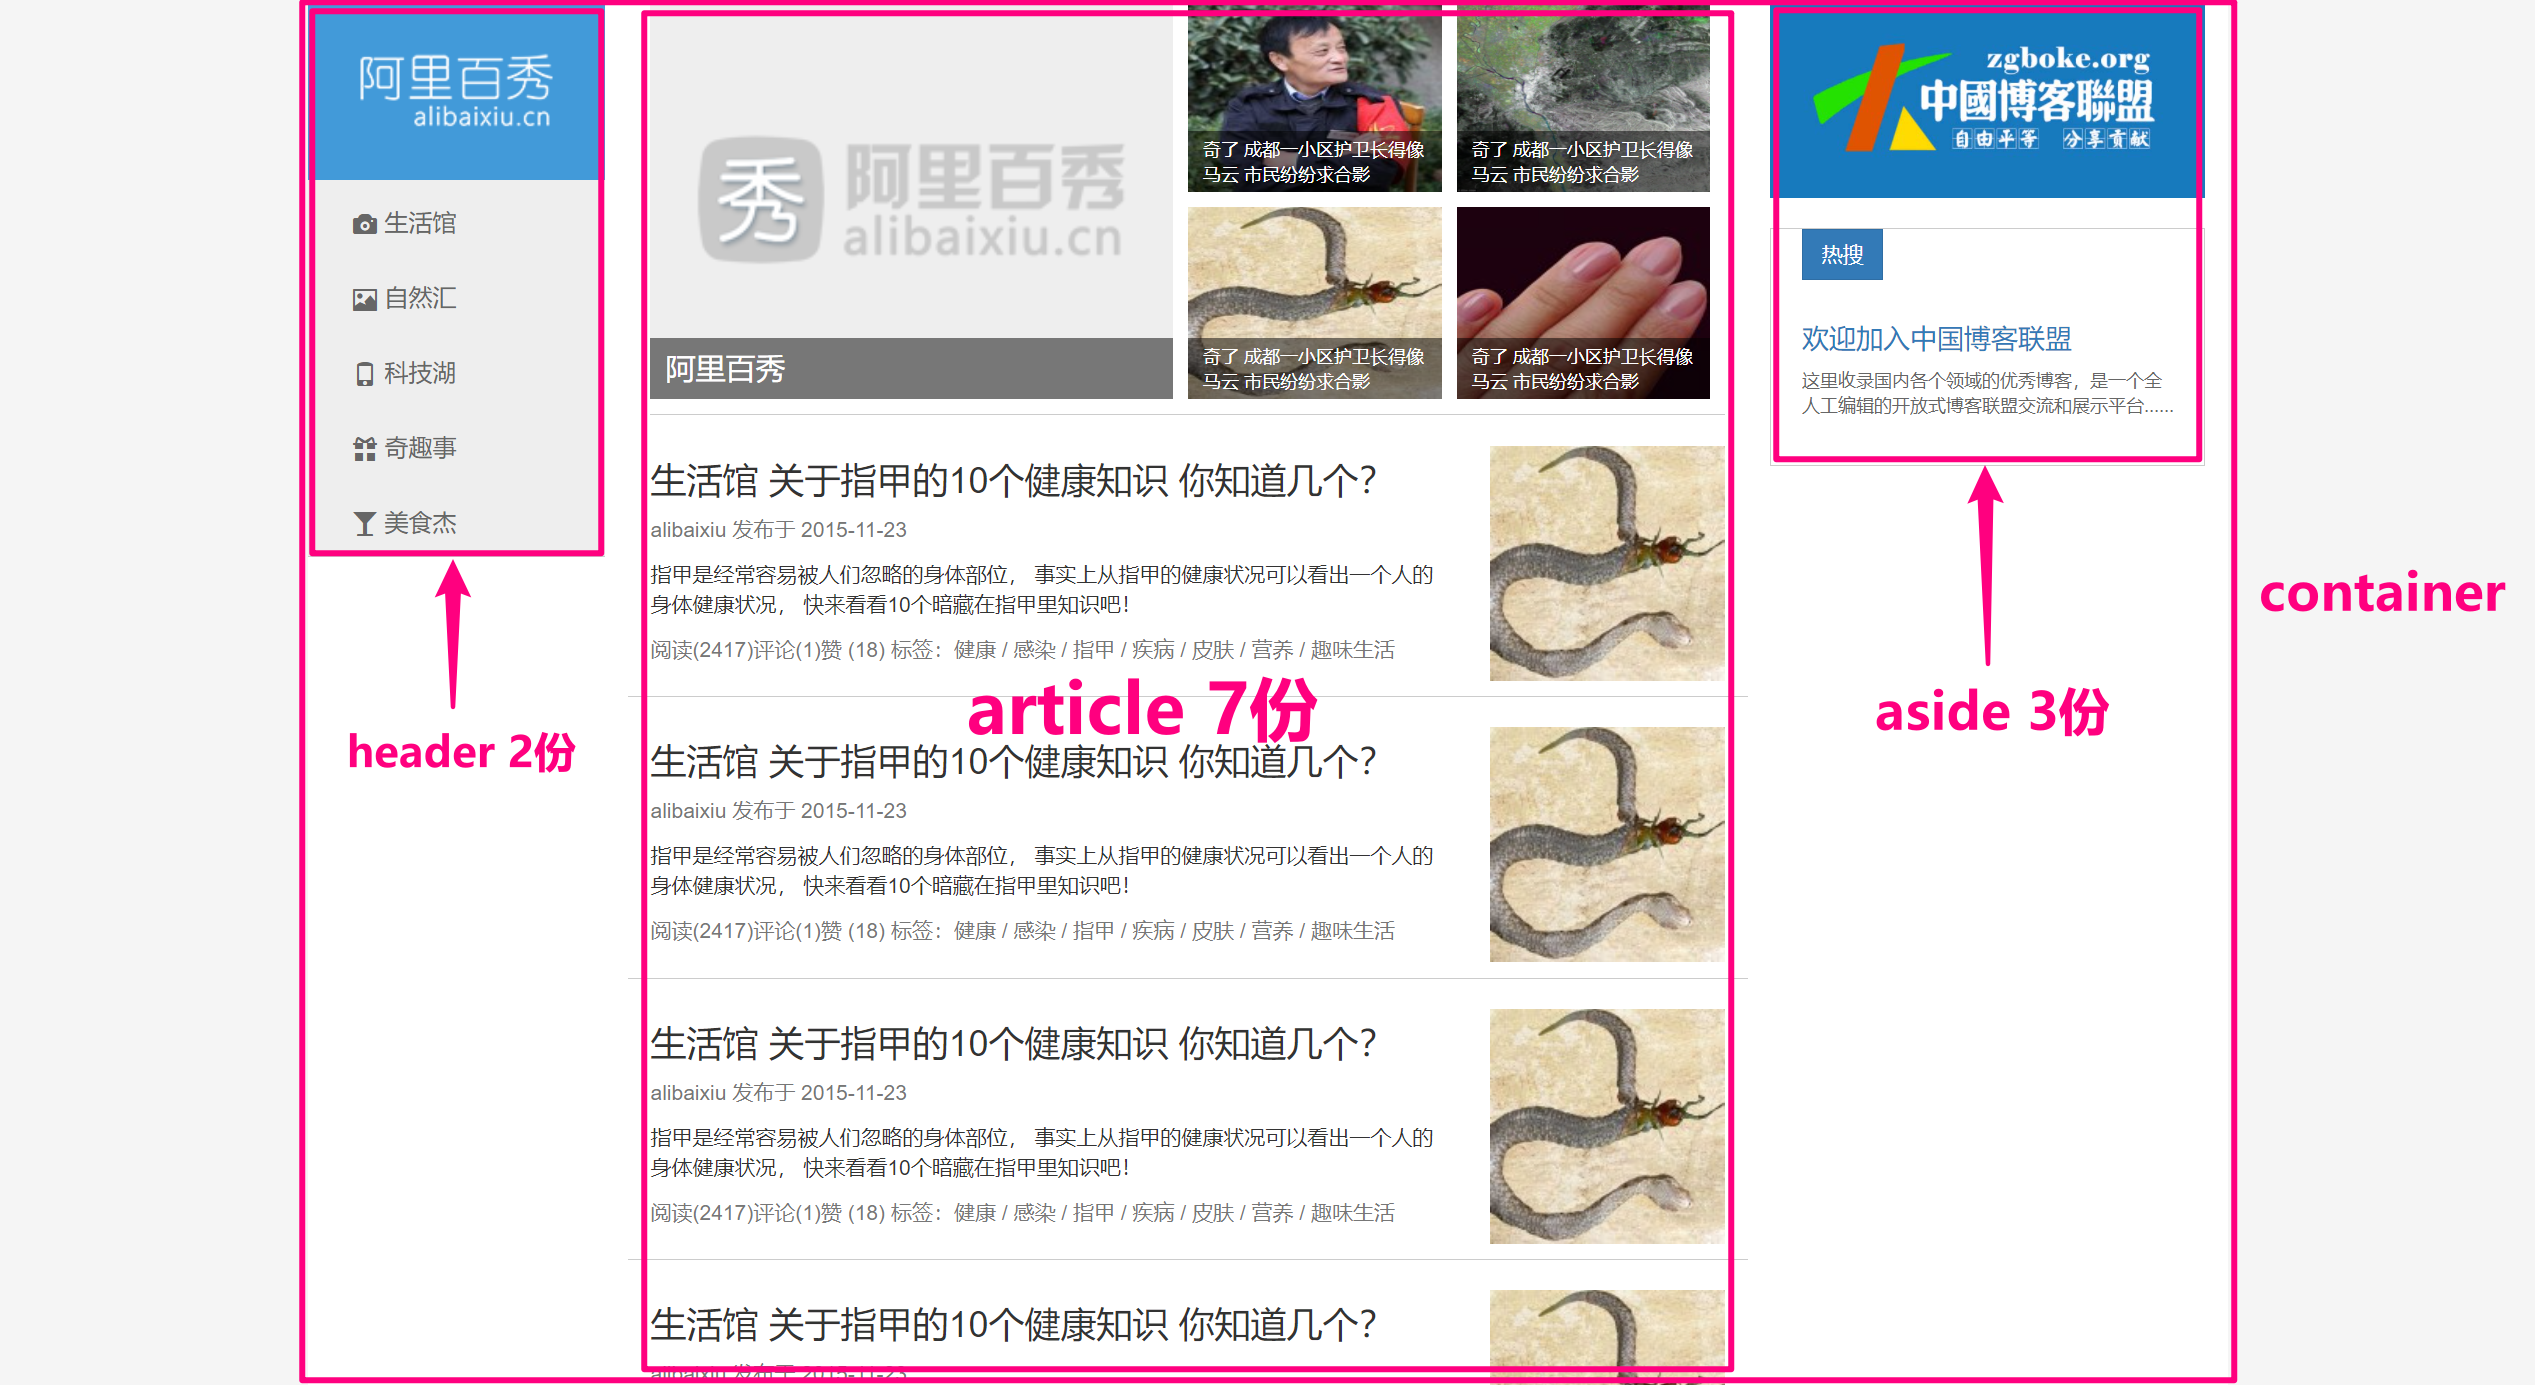 阿里百秀
alibaixiu.cn
生活馆
自然汇
科技湖
奇趣事
美食杰
header 2份
秀
阿里百秀
alibaixiu.cn
阿里百秀
奇了 成都一小区护卫长得像
马云 市民纷纷求合影
奇了 成都一小区护卫长得像
马云 市民纷纷求合影
奇了 成都一小区护卫长得像
马云 市民纷纷求合影
奇了 成都一小区护卫长得像
马云 市民纷纷求合影
生活馆 关于指甲的10个健康知识 你知道几个？
alibaixiu 发布于 2015-11-23
指甲是经常容易被人们忽略的身体部位， 事实上从指甲的健康状况可以看出一个人的
身体健康状况， 快来看看10个暗藏在指甲里知识吧！
阅读(2417)评论(1)赞 (18) 标签：健康 / 感染 / 指甲 / 疾病 / 皮肤 / 营养 / 趣味生活
article 7份
生活馆 关于指甲的10个健康知识 你知道几个？
alibaixiu 发布于 2015-11-23
指甲是经常容易被人们忽略的身体部位， 事实上从指甲的健康状况可以看出一个人的
身体健康状况， 快来看看10个暗藏在指甲里知识吧！
阅读(2417)评论(1)赞 (18) 标签：健康 / 感染 / 指甲 / 疾病 / 皮肤 / 营养 / 趣味生活
生活馆 关于指甲的10个健康知识 你知道几个？
alibaixiu 发布于 2015-11-23
指甲是经常容易被人们忽略的身体部位， 事实上从指甲的健康状况可以看出一个人的
身体健康状况， 快来看看10个暗藏在指甲里知识吧！
阅读(2417)评论(1)赞 (18) 标签：健康 / 感染 / 指甲 / 疾病 / 皮肤 / 营养 / 趣味生活
生活馆 关于指甲的10个健康知识 你知道几个？
alibaixiu 发布于 2015-11-23
zgboke.org
中國博客聯盟
自由平等 分享貢献
热搜
欢迎加入中国博客联盟
这里收录国内各个领域的优秀博客，是一个全
人工编辑的开放式博客联盟交流和展示平台......
aside 3份
container